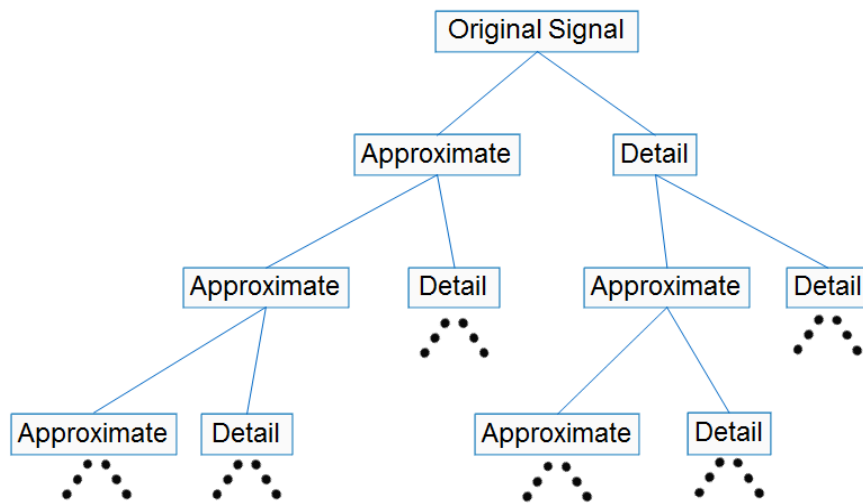 Original Signal
Approximate
Detail
Approximate
Detail
Approximate
Detail
Approximate
Detail
Approximate
Detail